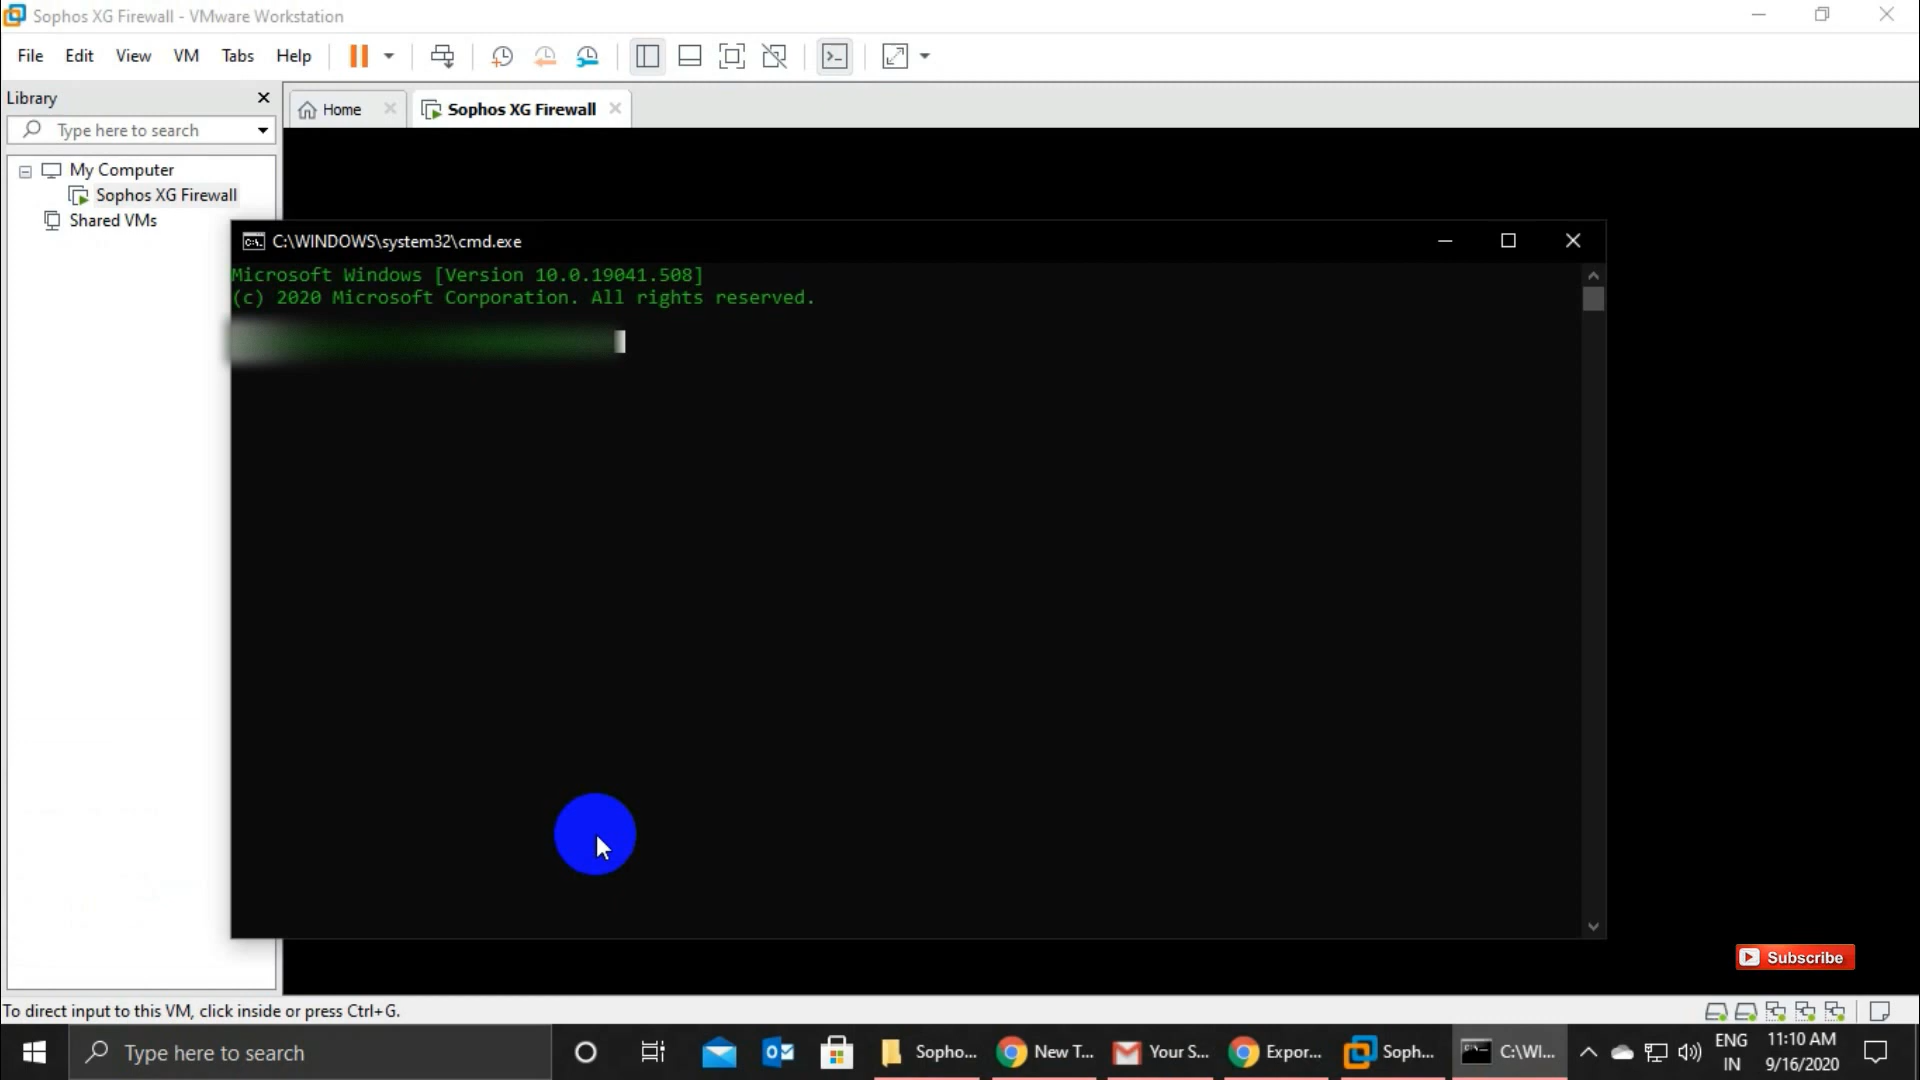 Sophos XG Firewall - VMware Workstation
File Edit View VM Tabs Help
Library
Home
Sophos XG Firewall
Type here to search
My Computer
Sophos XG Firewall
Shared VMs
C:\WINDOWS\system32\cmd.exe
Microsoft Windows [Version 10.0.19041.508]
(c) 2020 Microsoft Corporation. All rights reserved.
Subscribe
To direct input to this VM, click inside or press Ctrl+G.
Type here to search
Sopho...
New T...
Your S...
Expor...
Soph...
C:\WI...
ENG
IN
11:10 AM
9/16/2020